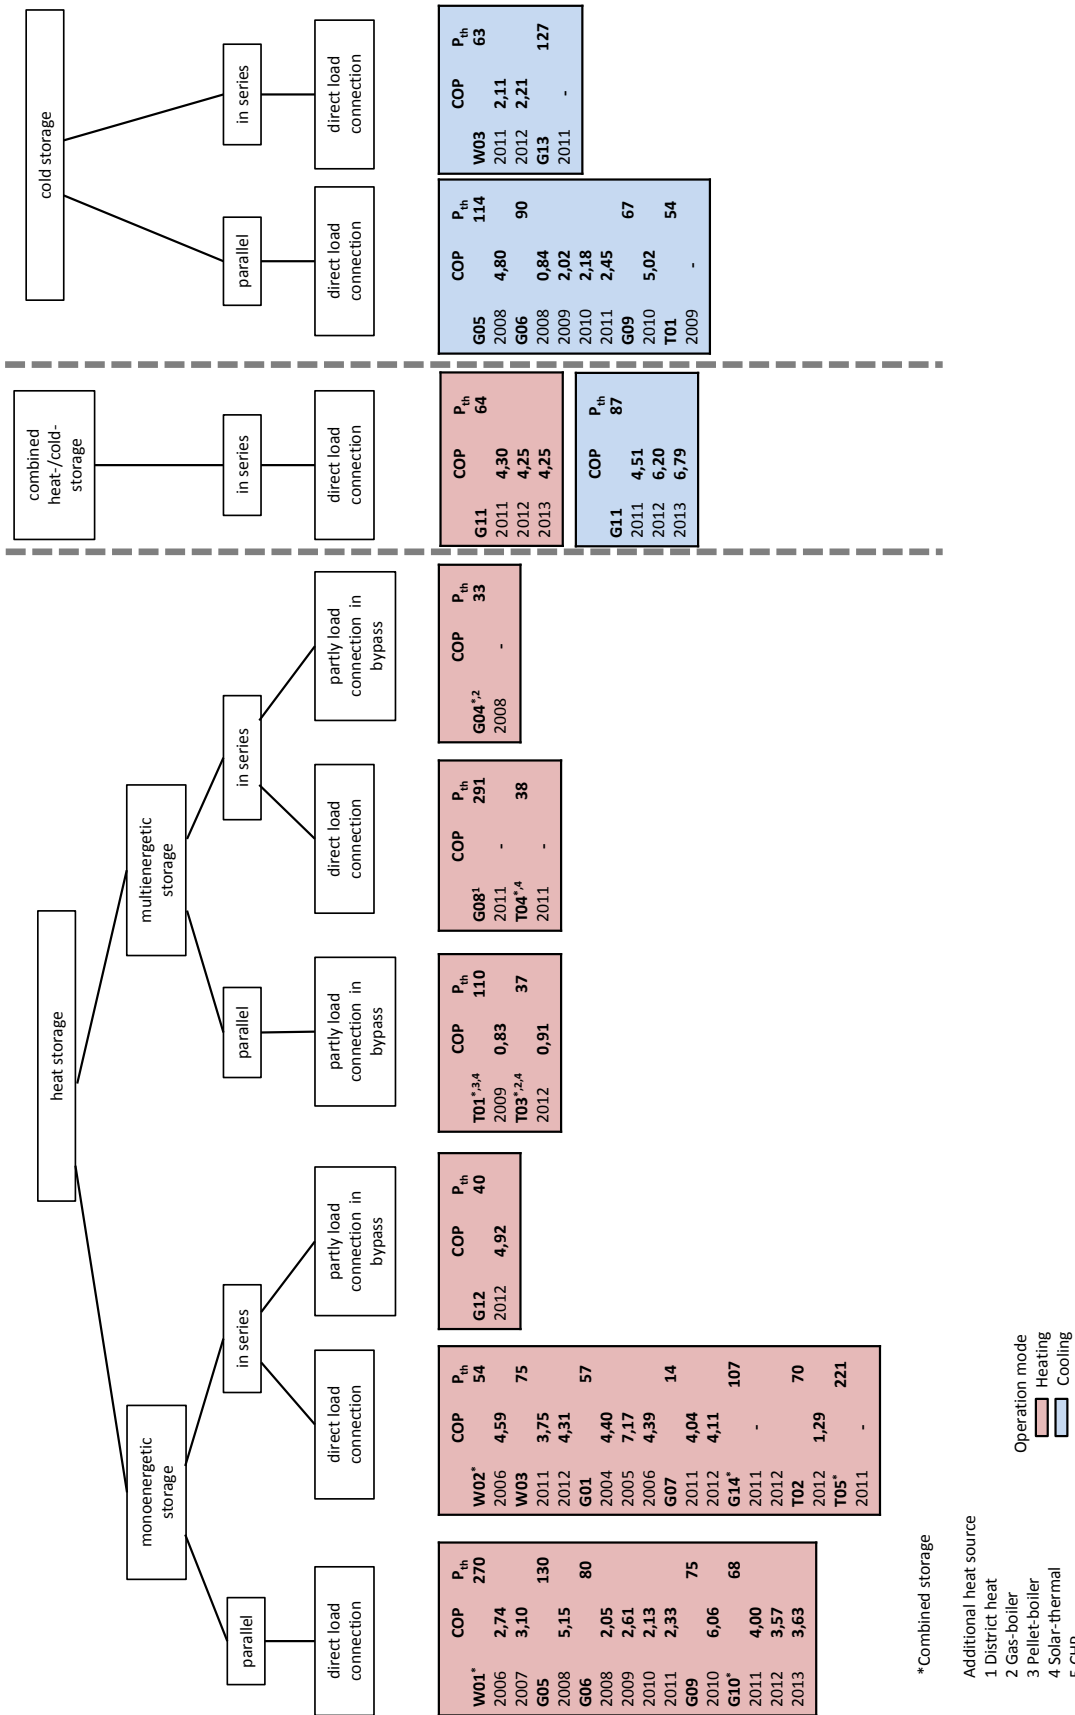 heat storage
combined
heat-/cold-
storage
cold storage
monoenergetic
storage
multienergetic
storage
parallel
in series
parallel
in series
in series
parallel
in series
direct load
connection
direct load
connection
partly load
connection in
bypass
partly load
connection in
bypass
direct load
connection
partly load
connection in
bypass
direct load
connection
direct load
connection
direct load
connection
W01* COP Pth
270
2006 2,74
2007 3,10
G05 130
2008 5,15
G06 80
2008 2,05
2009 2,61
2010 2,13
2011 2,33
G09 75
2010 6,06
G10* 68
2011 4,00
2012 3,57
2013 3,63
W02* COP Pth
54
2006 4,59
W03 75
2011 3,75
2012 4,31
G01 57
2004 4,40
2005 7,17
2006 4,39
G07 14
2011 4,04
2012 4,11
G14* 107
2011 -
2012
T02 70
2012 1,29
T05* 221
2011 -
COP Pth
G12 40
2012 4,92
COP Pth
T01*,3,4 110
2009 0,83
T03*,2,4 37
2012 0,91
COP Pth
G08¹ 291
2011 -
T04*,4 38
2011 -
COP Pth
G04*,2 33
2008 -
COP Pth
G11 64
2011 4,30
2012 4,25
2013 4,25
COP Pth
G11 87
2011 4,51
2012 6,20
2013 6,79
COP Pth
G05 114
2008 4,80
G06 90
2008 0,84
2009 2,02
2010 2,18
2011 2,45
G09 67
2010 5,02
T01 54
2009 -
COP Pth
W03 63
2011 2,11
2012 2,21
G13 127
2011 -
*Combined storage
Additional heat source
1 District heat
2 Gas-boiler
3 Pellet-boiler
4 Solar-thermal
5 CHP
Operation mode
Heating
Cooling